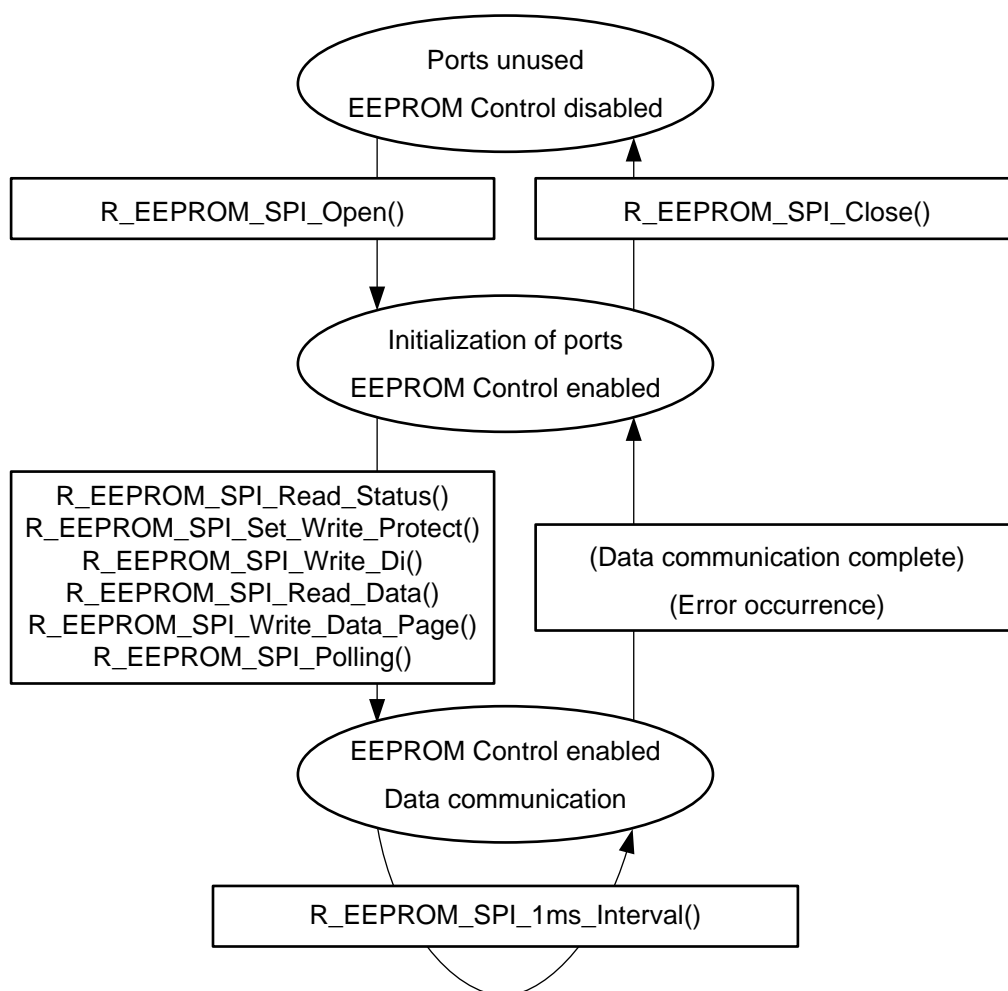 Ports unused
EEPROM Control disabled
R_EEPROM_SPI_Open()
R_EEPROM_SPI_Close()
Initialization of ports
EEPROM Control enabled
R_EEPROM_SPI_Read_Status()
R_EEPROM_SPI_Set_Write_Protect()
R_EEPROM_SPI_Write_Di()
R_EEPROM_SPI_Read_Data()
R_EEPROM_SPI_Write_Data_Page()
R_EEPROM_SPI_Polling()
(Data communication complete)
(Error occurrence)
EEPROM Control enabled
Data communication
R_EEPROM_SPI_1ms_Interval()